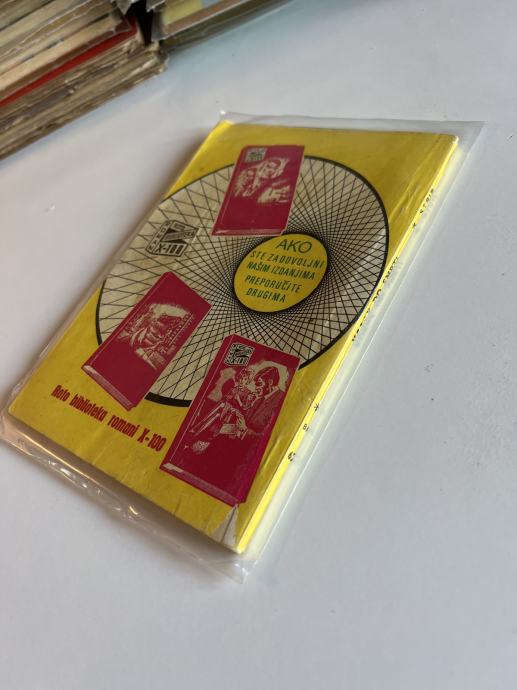 AKO
STE ZADOVOLJNI
NAŠIM IZDANJIMA
PREPORUČITE
DRUGIMA
Roto biblioteka romani X-100